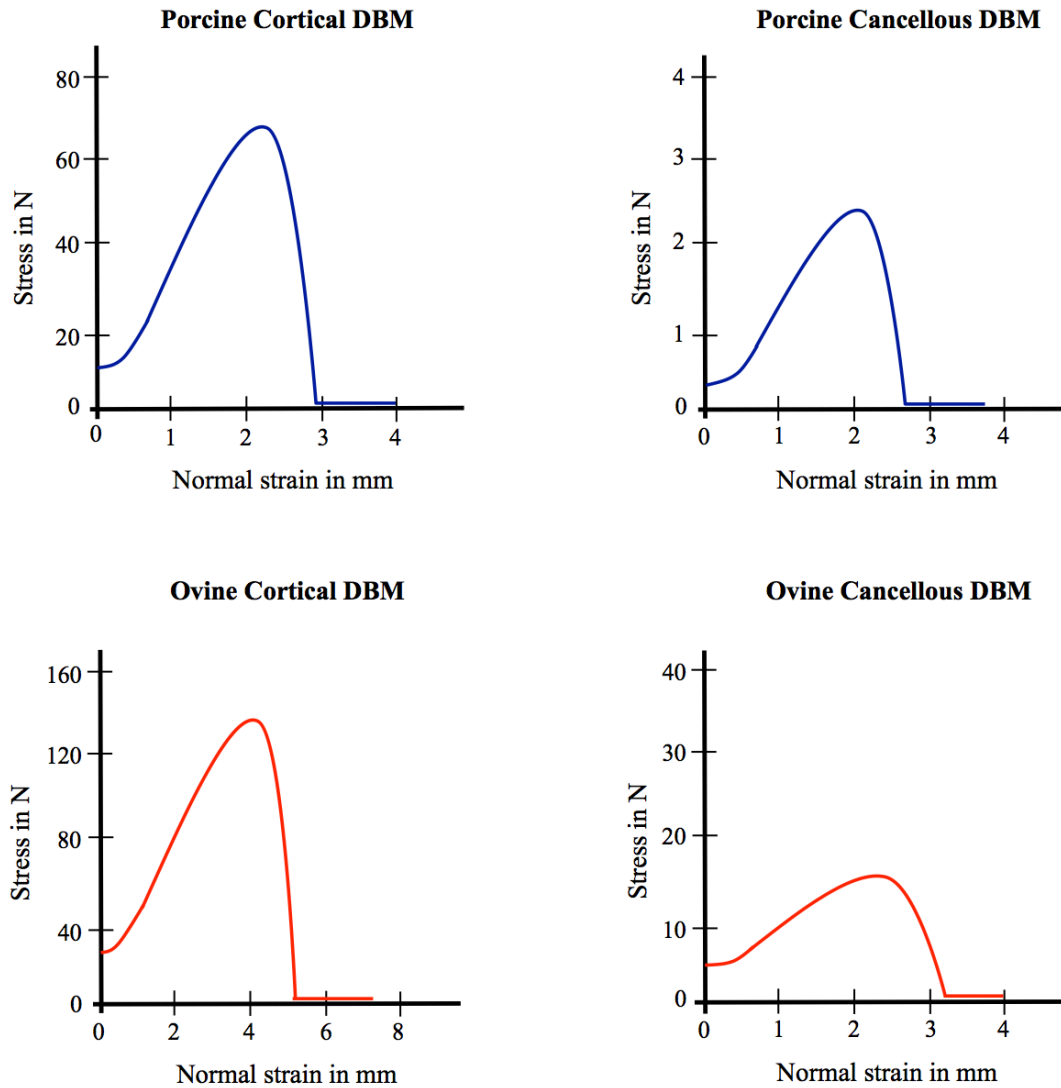 Porcine Cortical DBM
80
60
40
20
0
0 1 2 3 4
Stress in N
Normal strain in mm
Porcine Cancellous DBM
4
3
2
1
0
0 1 2 3 4
Stress in N
Normal strain in mm
Ovine Cortical DBM
160
120
80
40
0
0 2 4 6 8
Stress in N
Normal strain in mm
Ovine Cancellous DBM
40
30
20
10
0
0 1 2 3 4
Stress in N
Normal strain in mm